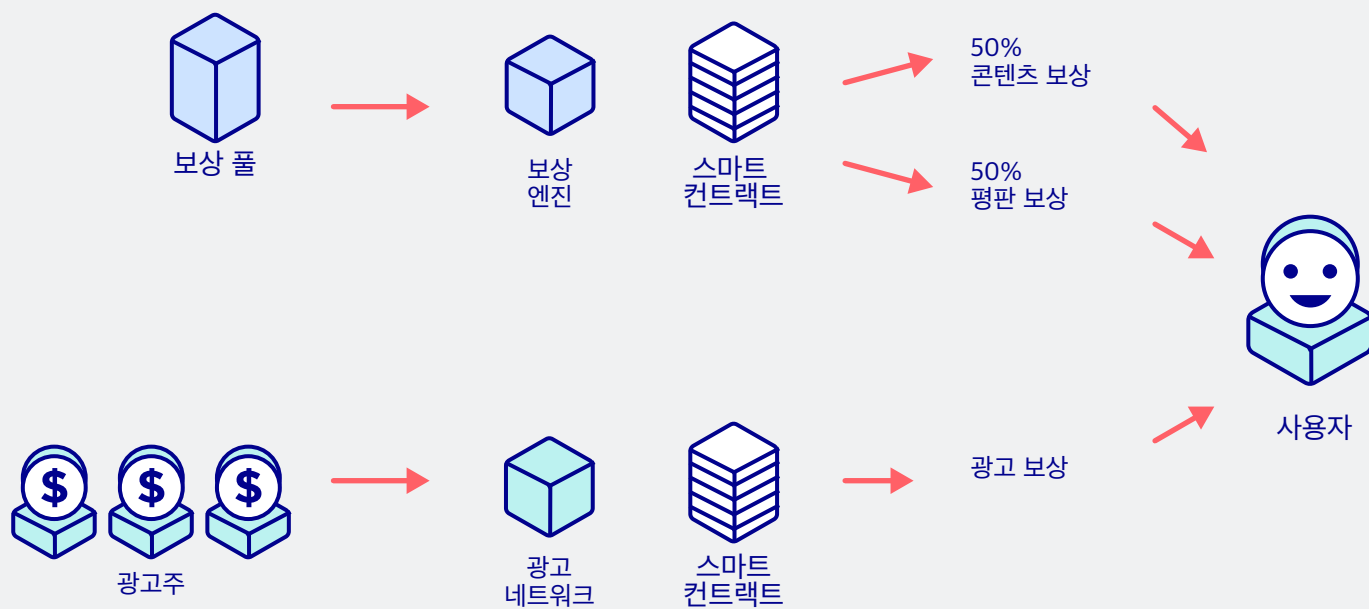 보상 풀
보상
엔진
스마트
컨트랙트
50%
콘텐츠 보상
50%
평판 보상
사용자
$
$
$
광고주
광고
네트워크
스마트
컨트랙트
광고 보상